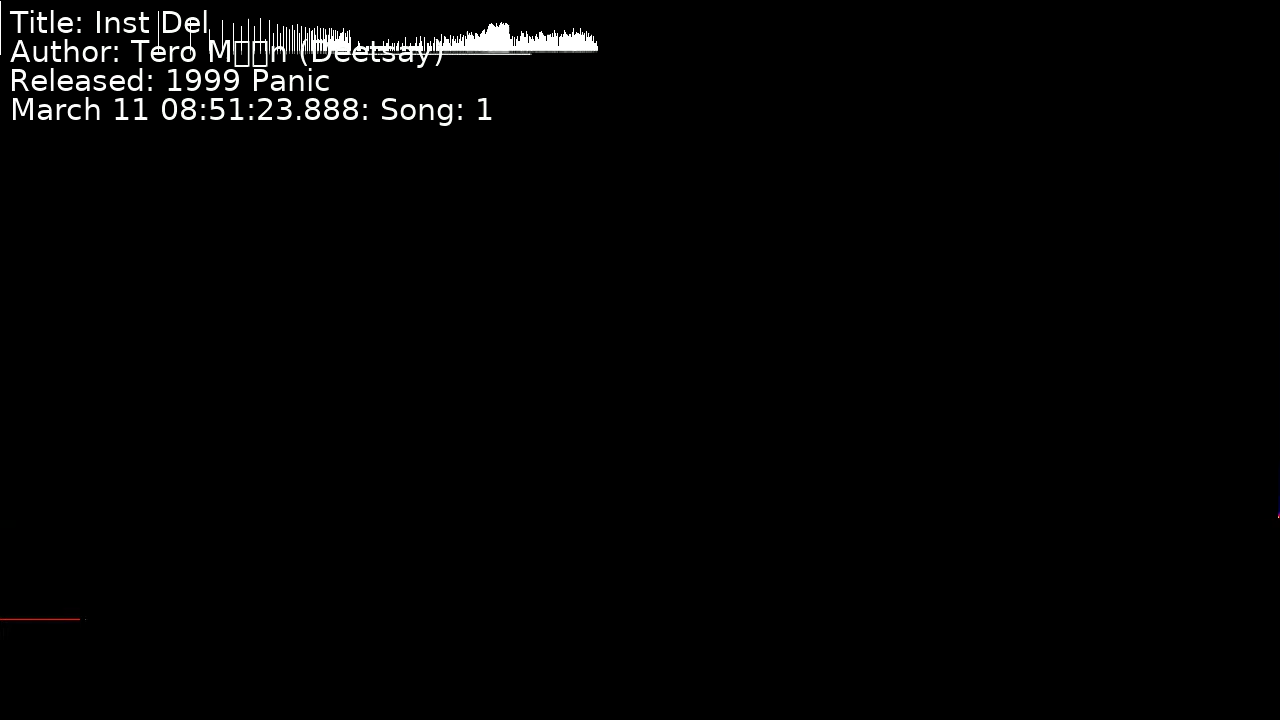 Title: Inst Del
Author: Tero M□□n (Deetsay)
Released: 1999 Panic
March 11 08:51:23.888: Song: 1